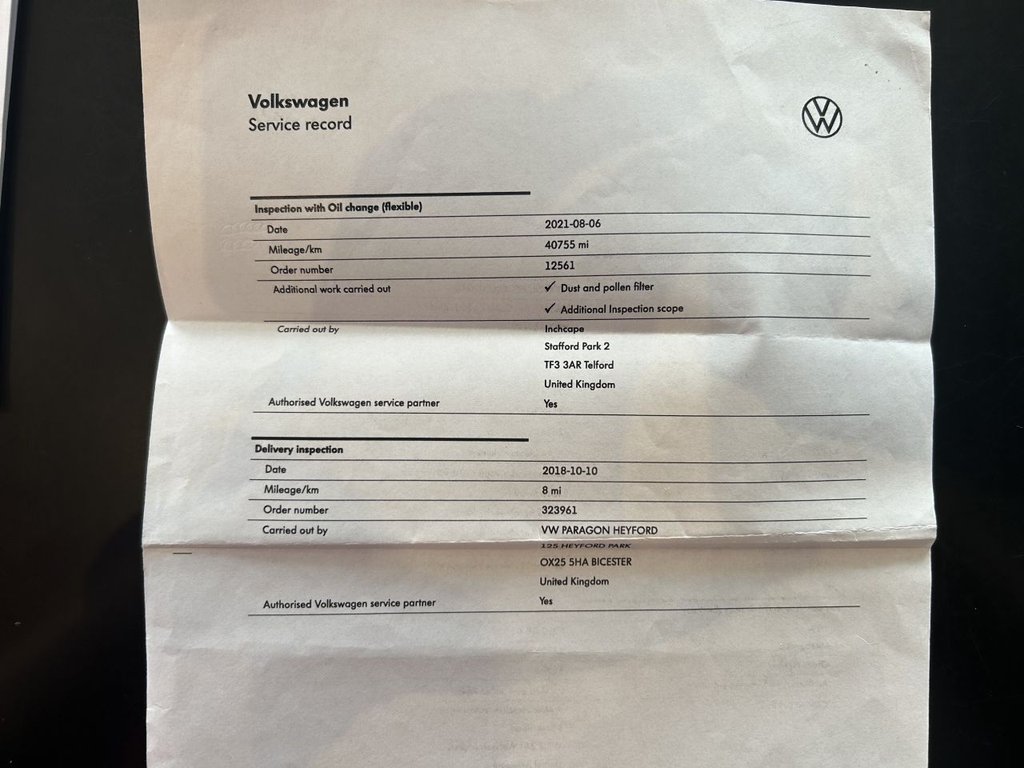 Volkswagen
Service record
Inspection with Oil change (flexible)
Date 2021-08-06
Mileage/km 40755 mi
Order number 12561
Additional work carried out ✓ Dust and pollen filter
✓ Additional Inspection scope
Carried out by Inchcape
Stafford Park 2
TF3 3AR Telford
United Kingdom
Authorised Volkswagen service partner Yes
Delivery inspection
Date 2018-10-10
Mileage/km 8 mi
Order number 323961
Carried out by VW PARAGON HEYFORD
125 HEYFORD PARK
OX25 5HA BICESTER
United Kingdom
Authorised Volkswagen service partner Yes